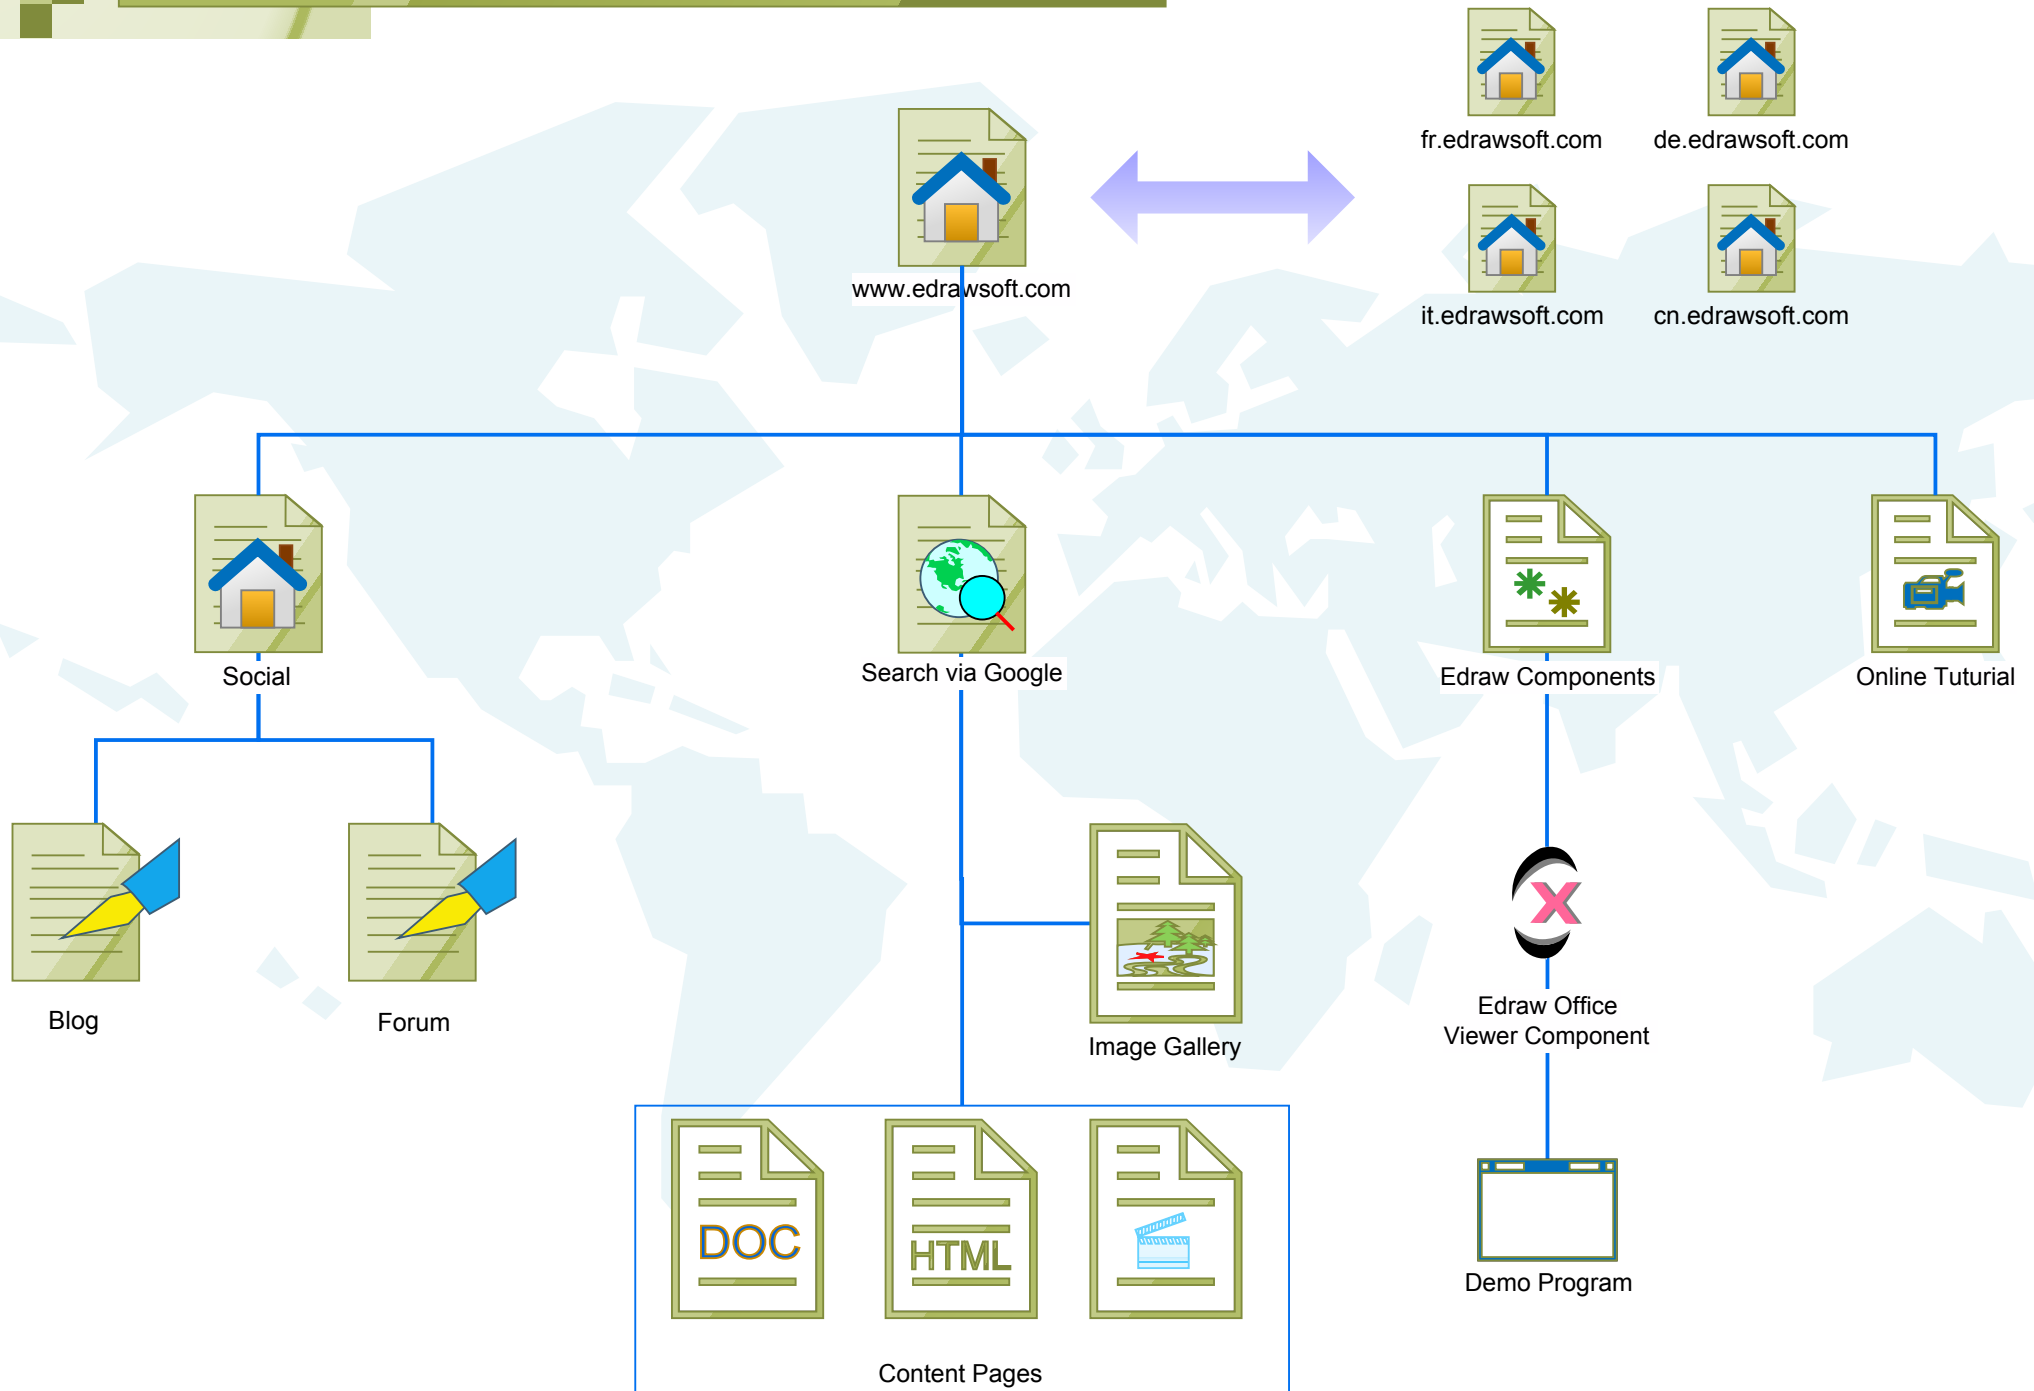 fr.edrawsoft.com
de.edrawsoft.com
www.edrawsoft.com
it.edrawsoft.com
cn.edrawsoft.com
Social
Search via Google
Edraw Components
Online Tuturial
Blog
Forum
Image Gallery
Edraw Office
Viewer Component
DOC
HTML
Demo Program
Content Pages